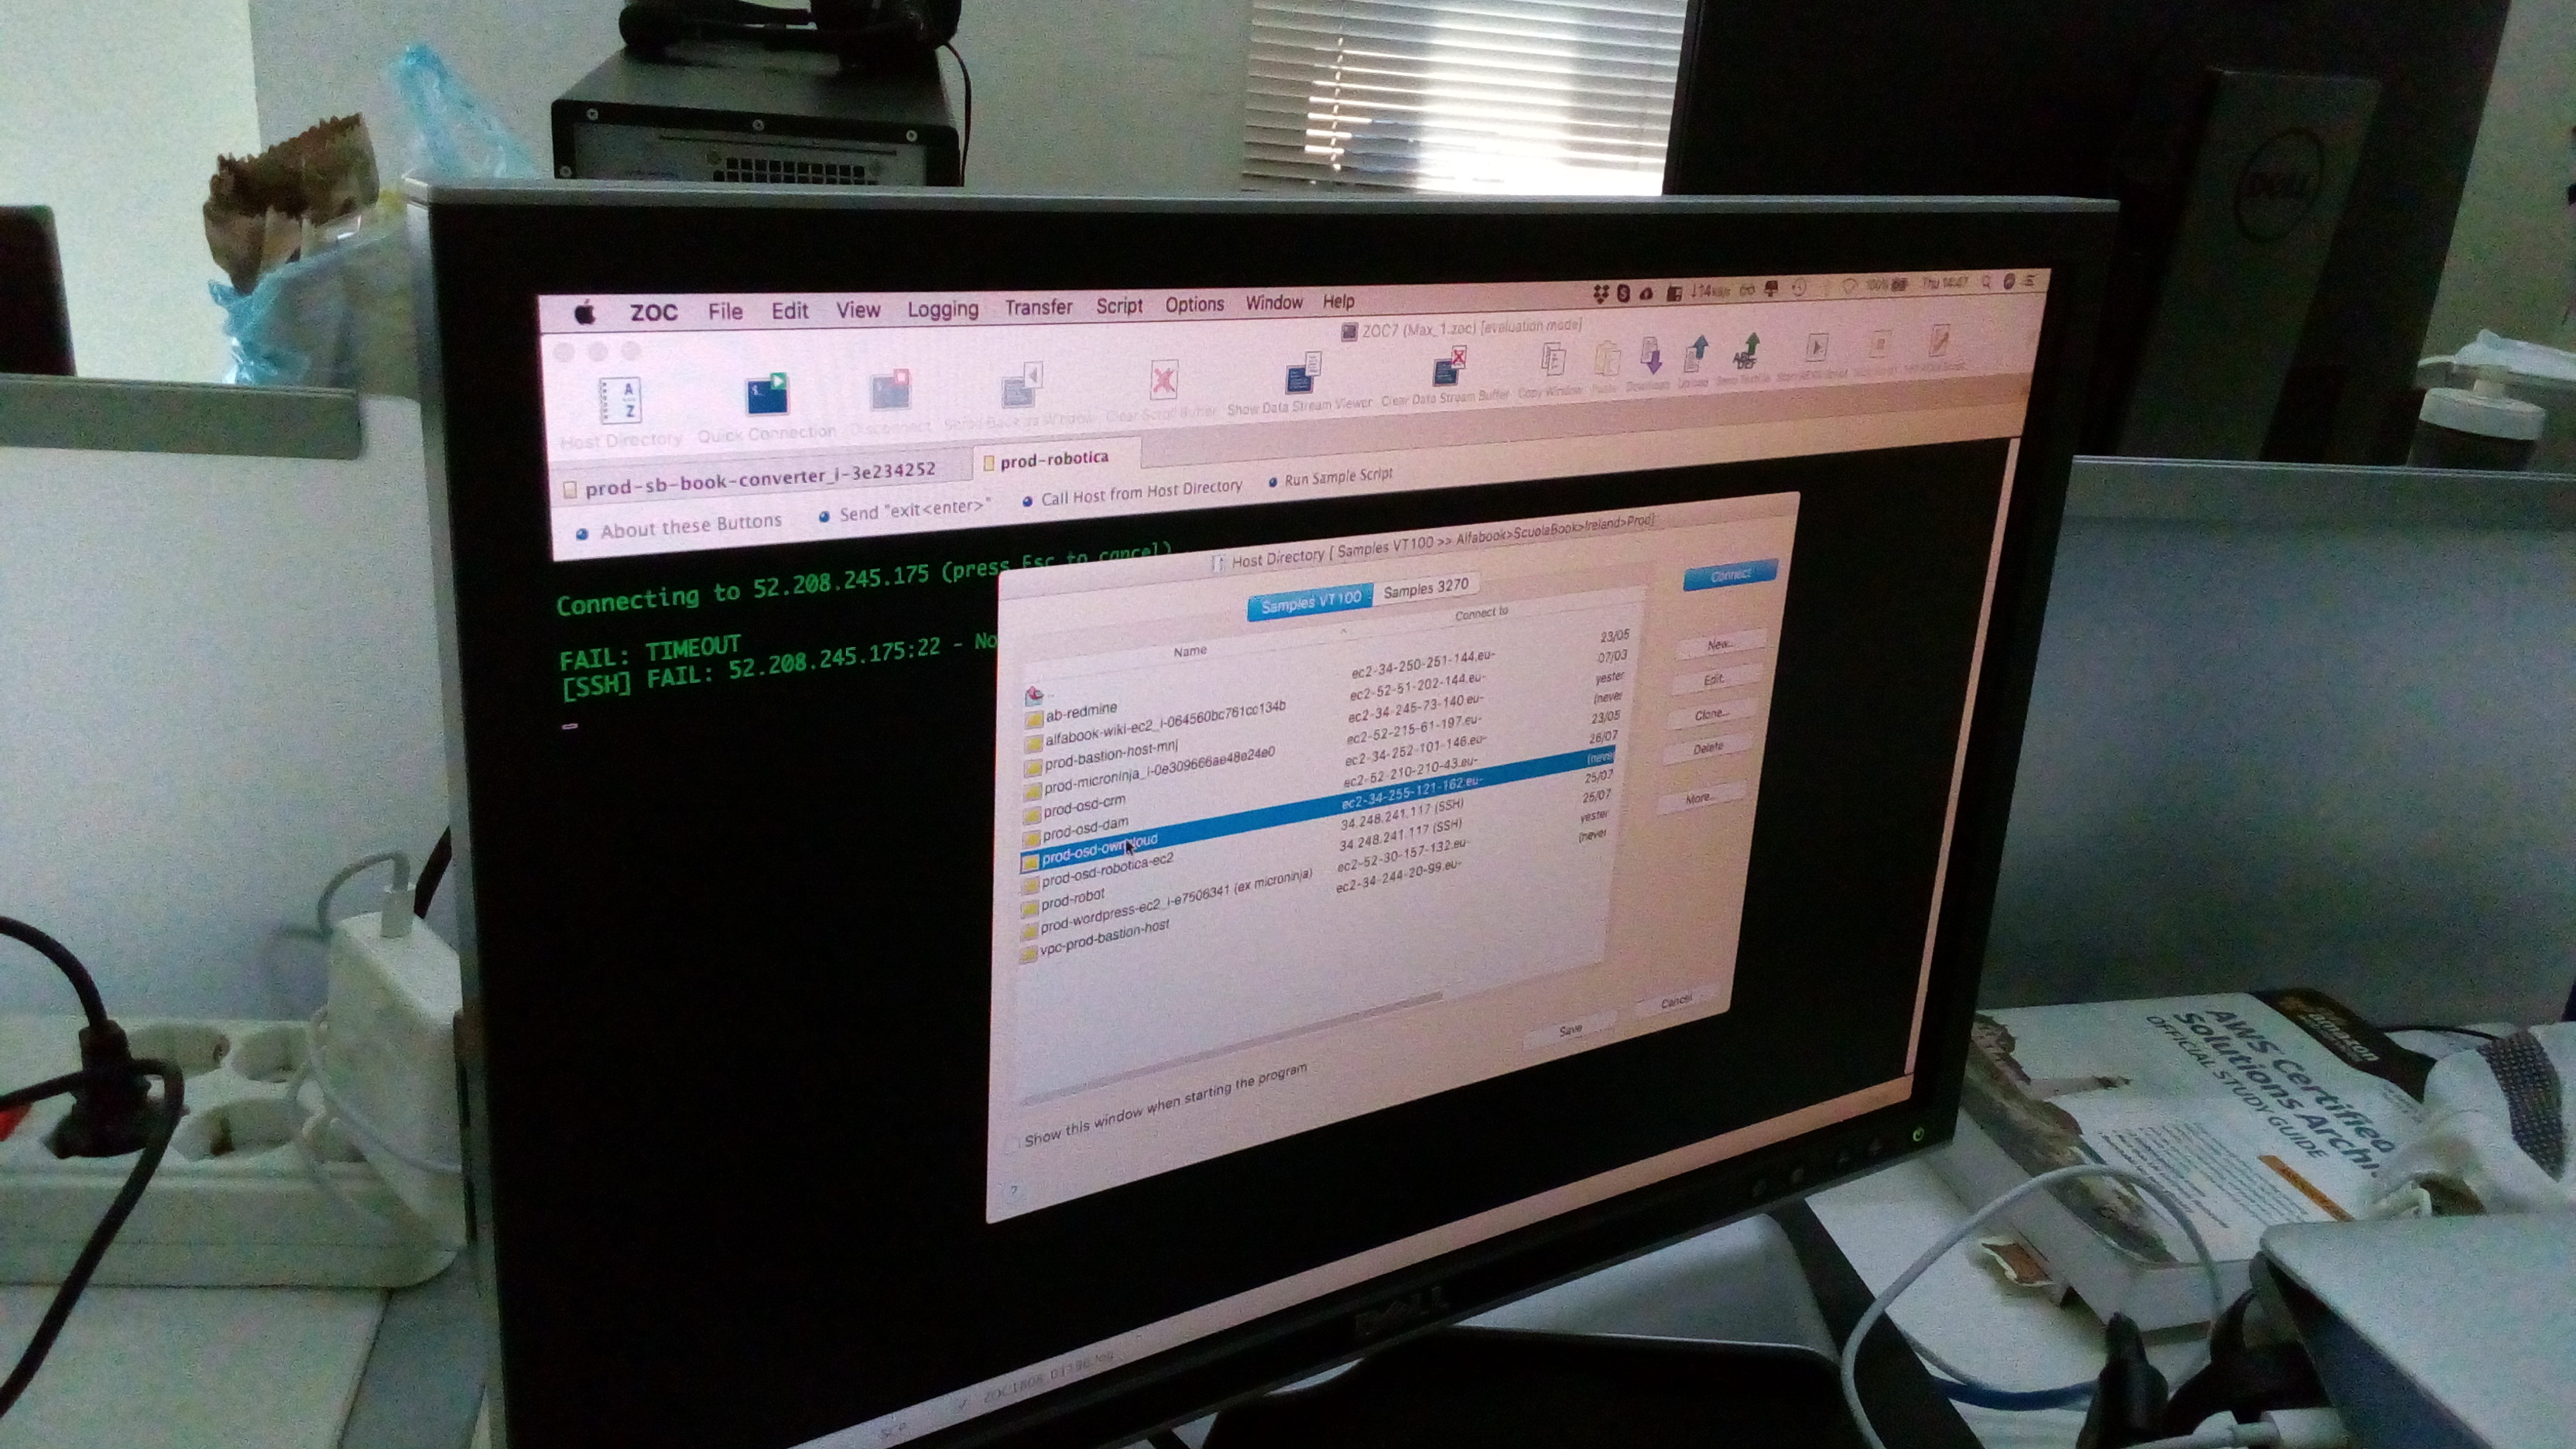 DELL
ZOC File Edit View Logging Transfer Script Options Window Help
100% Thu
ZOC7 (Max_1.zoc) [evaluation mode]
A
Z
Host Directory Quick Connection Disconnect Clear Scroll Buffer Show Data Stream Viewer Clear Data Stream Buffer Copy Window
prod-sb-book-converter_i-3e234252 prod-robotica
About these Buttons Send "exit<enter>" Call Host from Host Directory Run Sample Script
Connecting to 52.208.245.175 (press Esc to cancel)
FAIL: TIMEOUT
[SSH] FAIL: 52.208.245.175:22 - No
Host Directory [ Samples VT100 >> Alfabook>ScuolaBook>Ireland>Prod]
Samples VT100 Samples 3270
Name Connect to
..
ab-redmine ec2-34-250-251-144.eu- 23/05
alfabook-wiki-ec2_i-064560bc761cc134b ec2-52-51-202-144.eu- 07/03
prod-bastion-host-mnj ec2-34-245-73-140.eu- yester
prod-microninja_i-0e309666ae48e24e0 ec2-52-215-61-197.eu- (never
prod-osd-crm ec2-34-252-101-146.eu- 23/05
prod-osd-dam ec2-52-210-210-43.eu- 26/07
prod-osd-owncloud ec2-34-255-121-162.eu- (never
prod-osd-robotica-ec2 34.248.241.117 (SSH) 25/07
prod-robot 34.248.241.117 (SSH) 25/07
prod-wordpress-ec2_i-e7506341 (ex microninja) ec2-52-30-157-132.eu- yester
vpc-prod-bastion-host ec2-34-244-20-99.eu- (never
Connect
New...
Edit.
Clone...
Delete
More...
Save Cancel
Show this window when starting the program
?
DELL
amazon
AWS Certified
Solutions Archi
OFFICIAL STUDY GUIDE